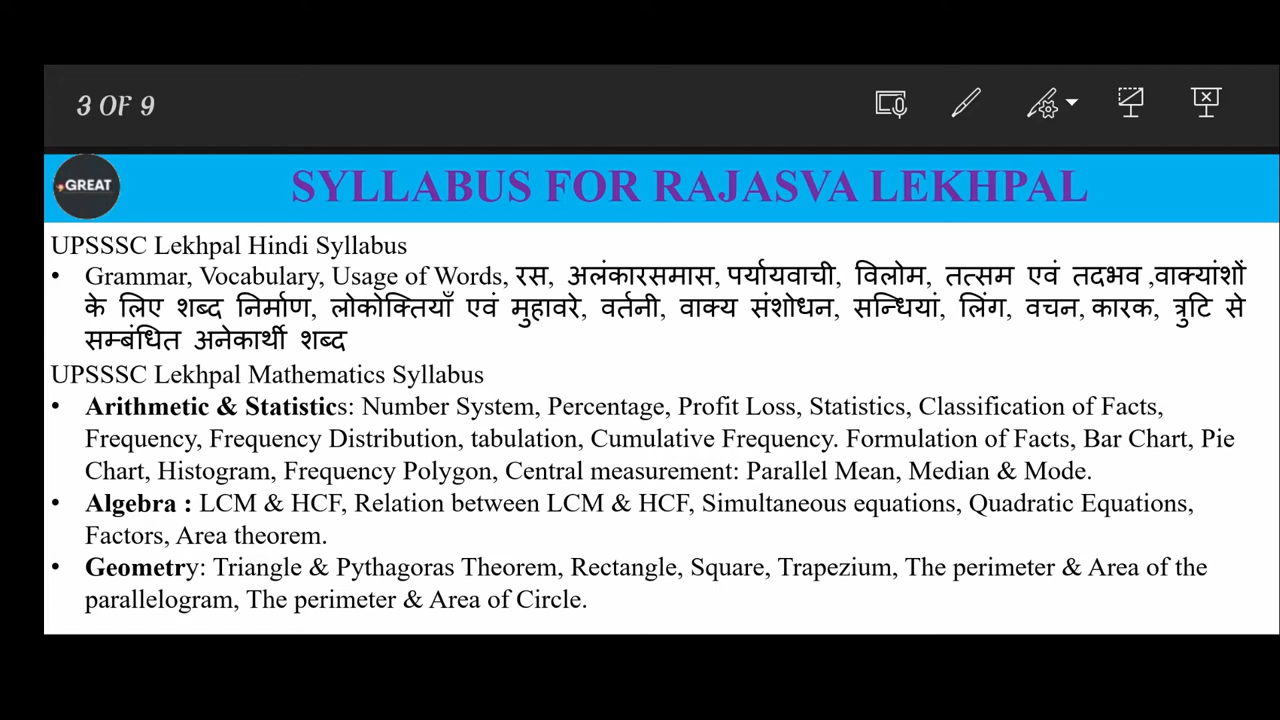 3 OF 9
GREAT
SYLLABUS FOR RAJASVA LEKHPAL
UPSSSC Lekhpal Hindi Syllabus
• Grammar, Vocabulary, Usage of Words, रस, अलंकारसमास, पर्यायवाची, विलोम, तत्सम एवं तदभव ,वाक्यांशों
के लिए शब्द निर्माण, लोकोक्तियाँ एवं मुहावरे, वर्तनी, वाक्य संशोधन, सन्धियां, लिंग, वचन, कारक, त्रुटि से
सम्बंधित अनेकार्थी शब्द
UPSSSC Lekhpal Mathematics Syllabus
• Arithmetic & Statistics: Number System, Percentage, Profit Loss, Statistics, Classification of Facts,
Frequency, Frequency Distribution, tabulation, Cumulative Frequency. Formulation of Facts, Bar Chart, Pie
Chart, Histogram, Frequency Polygon, Central measurement: Parallel Mean, Median & Mode.
• Algebra : LCM & HCF, Relation between LCM & HCF, Simultaneous equations, Quadratic Equations,
Factors, Area theorem.
• Geometry: Triangle & Pythagoras Theorem, Rectangle, Square, Trapezium, The perimeter & Area of the
parallelogram, The perimeter & Area of Circle.